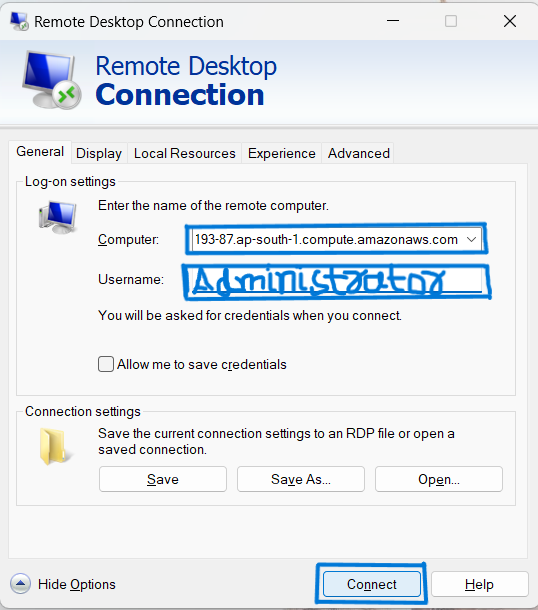 Remote Desktop Connection
Remote Desktop
Connection
General Display Local Resources Experience Advanced
Log-on settings
Enter the name of the remote computer.
Computer: 193-87.ap-south-1.compute.amazonaws.com
Username: Administrator
You will be asked for credentials when you connect.
Allow me to save credentials
Connection settings
Save the current connection settings to an RDP file or open a
saved connection.
Save Save As... Open...
Hide Options Connect Help